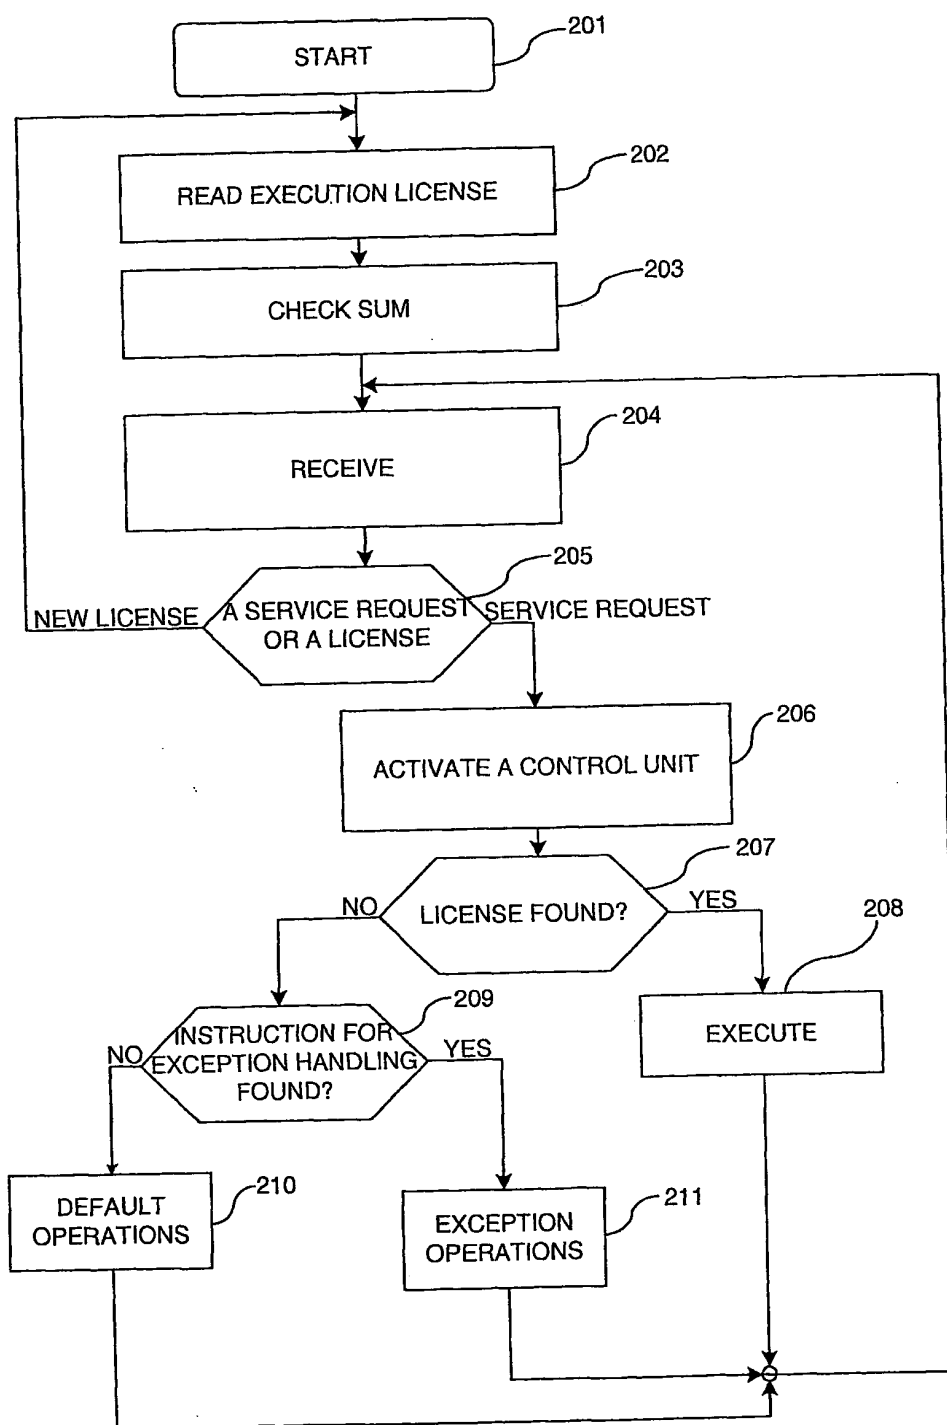 START
201
READ EXECUTION LICENSE
202
CHECK SUM
203
RECEIVE
204
205
NEW LICENSE
A SERVICE REQUEST
OR A LICENSE
SERVICE REQUEST
ACTIVATE A CONTROL UNIT
206
207
NO
LICENSE FOUND?
YES
208
209
INSTRUCTION FOR
EXCEPTION HANDLING
FOUND?
NO
YES
EXECUTE
210
DEFAULT
OPERATIONS
211
EXCEPTION
OPERATIONS